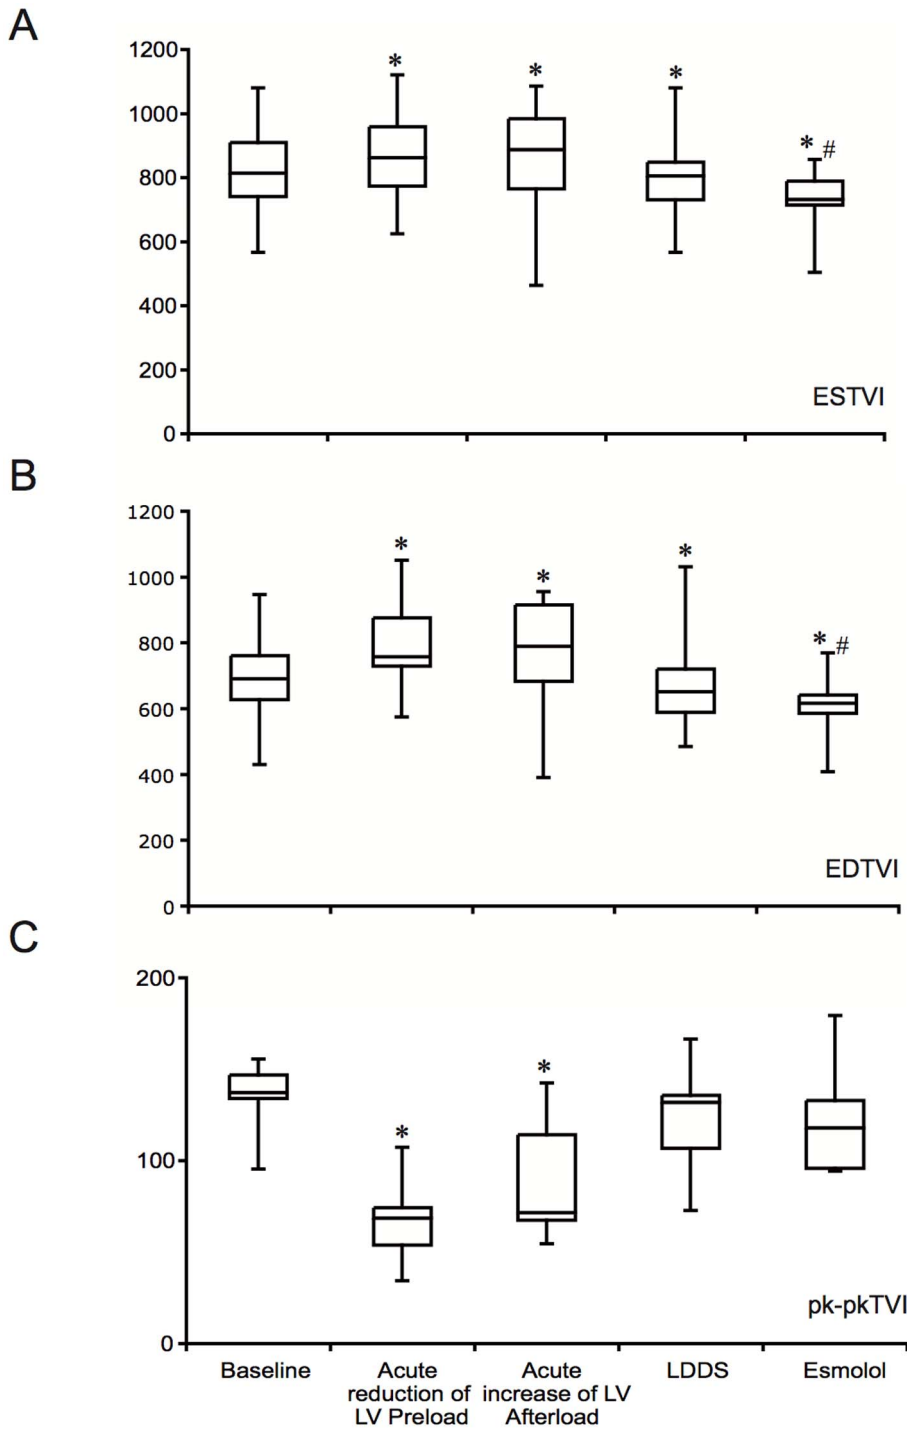 A
1200
1000
800
600
400
200
0
* * * * #
*
ESTVI
B
1200
1000
800
600
400
200
0
* * * * #
EDTVI
C
200
100
0
* *
pk-pkTVI
Baseline
Acute
reduction of
LV Preload
Acute
increase of LV
Afterload
LDDS
Esmolol